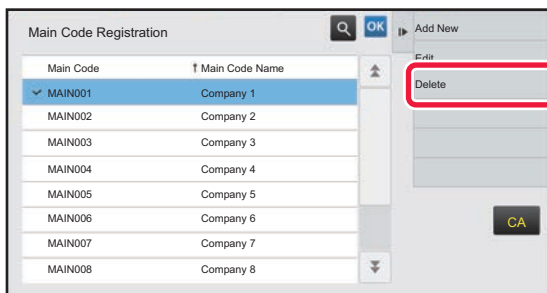 Main Code Registration
OK
Add New
Edit
Delete
Main Code
Main Code Name
MAIN001 Company 1
MAIN002 Company 2
MAIN003 Company 3
MAIN004 Company 4
MAIN005 Company 5
MAIN006 Company 6
MAIN007 Company 7
MAIN008 Company 8
CA